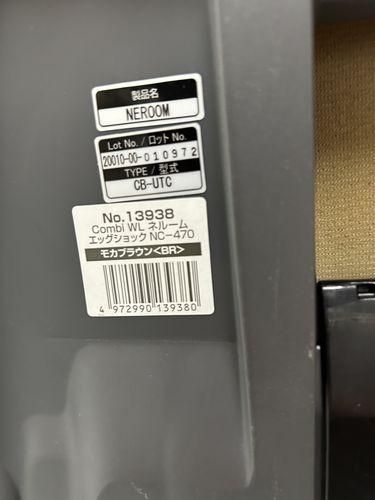 製品名
NEROOM
Lot No. / ロット No.
20010-00-010972
TYPE / 型式
CB-UTC
No.13938
Combi WL ネルーム
エッグショック NC-470
モカブラウン<BR>
4 972990 139380